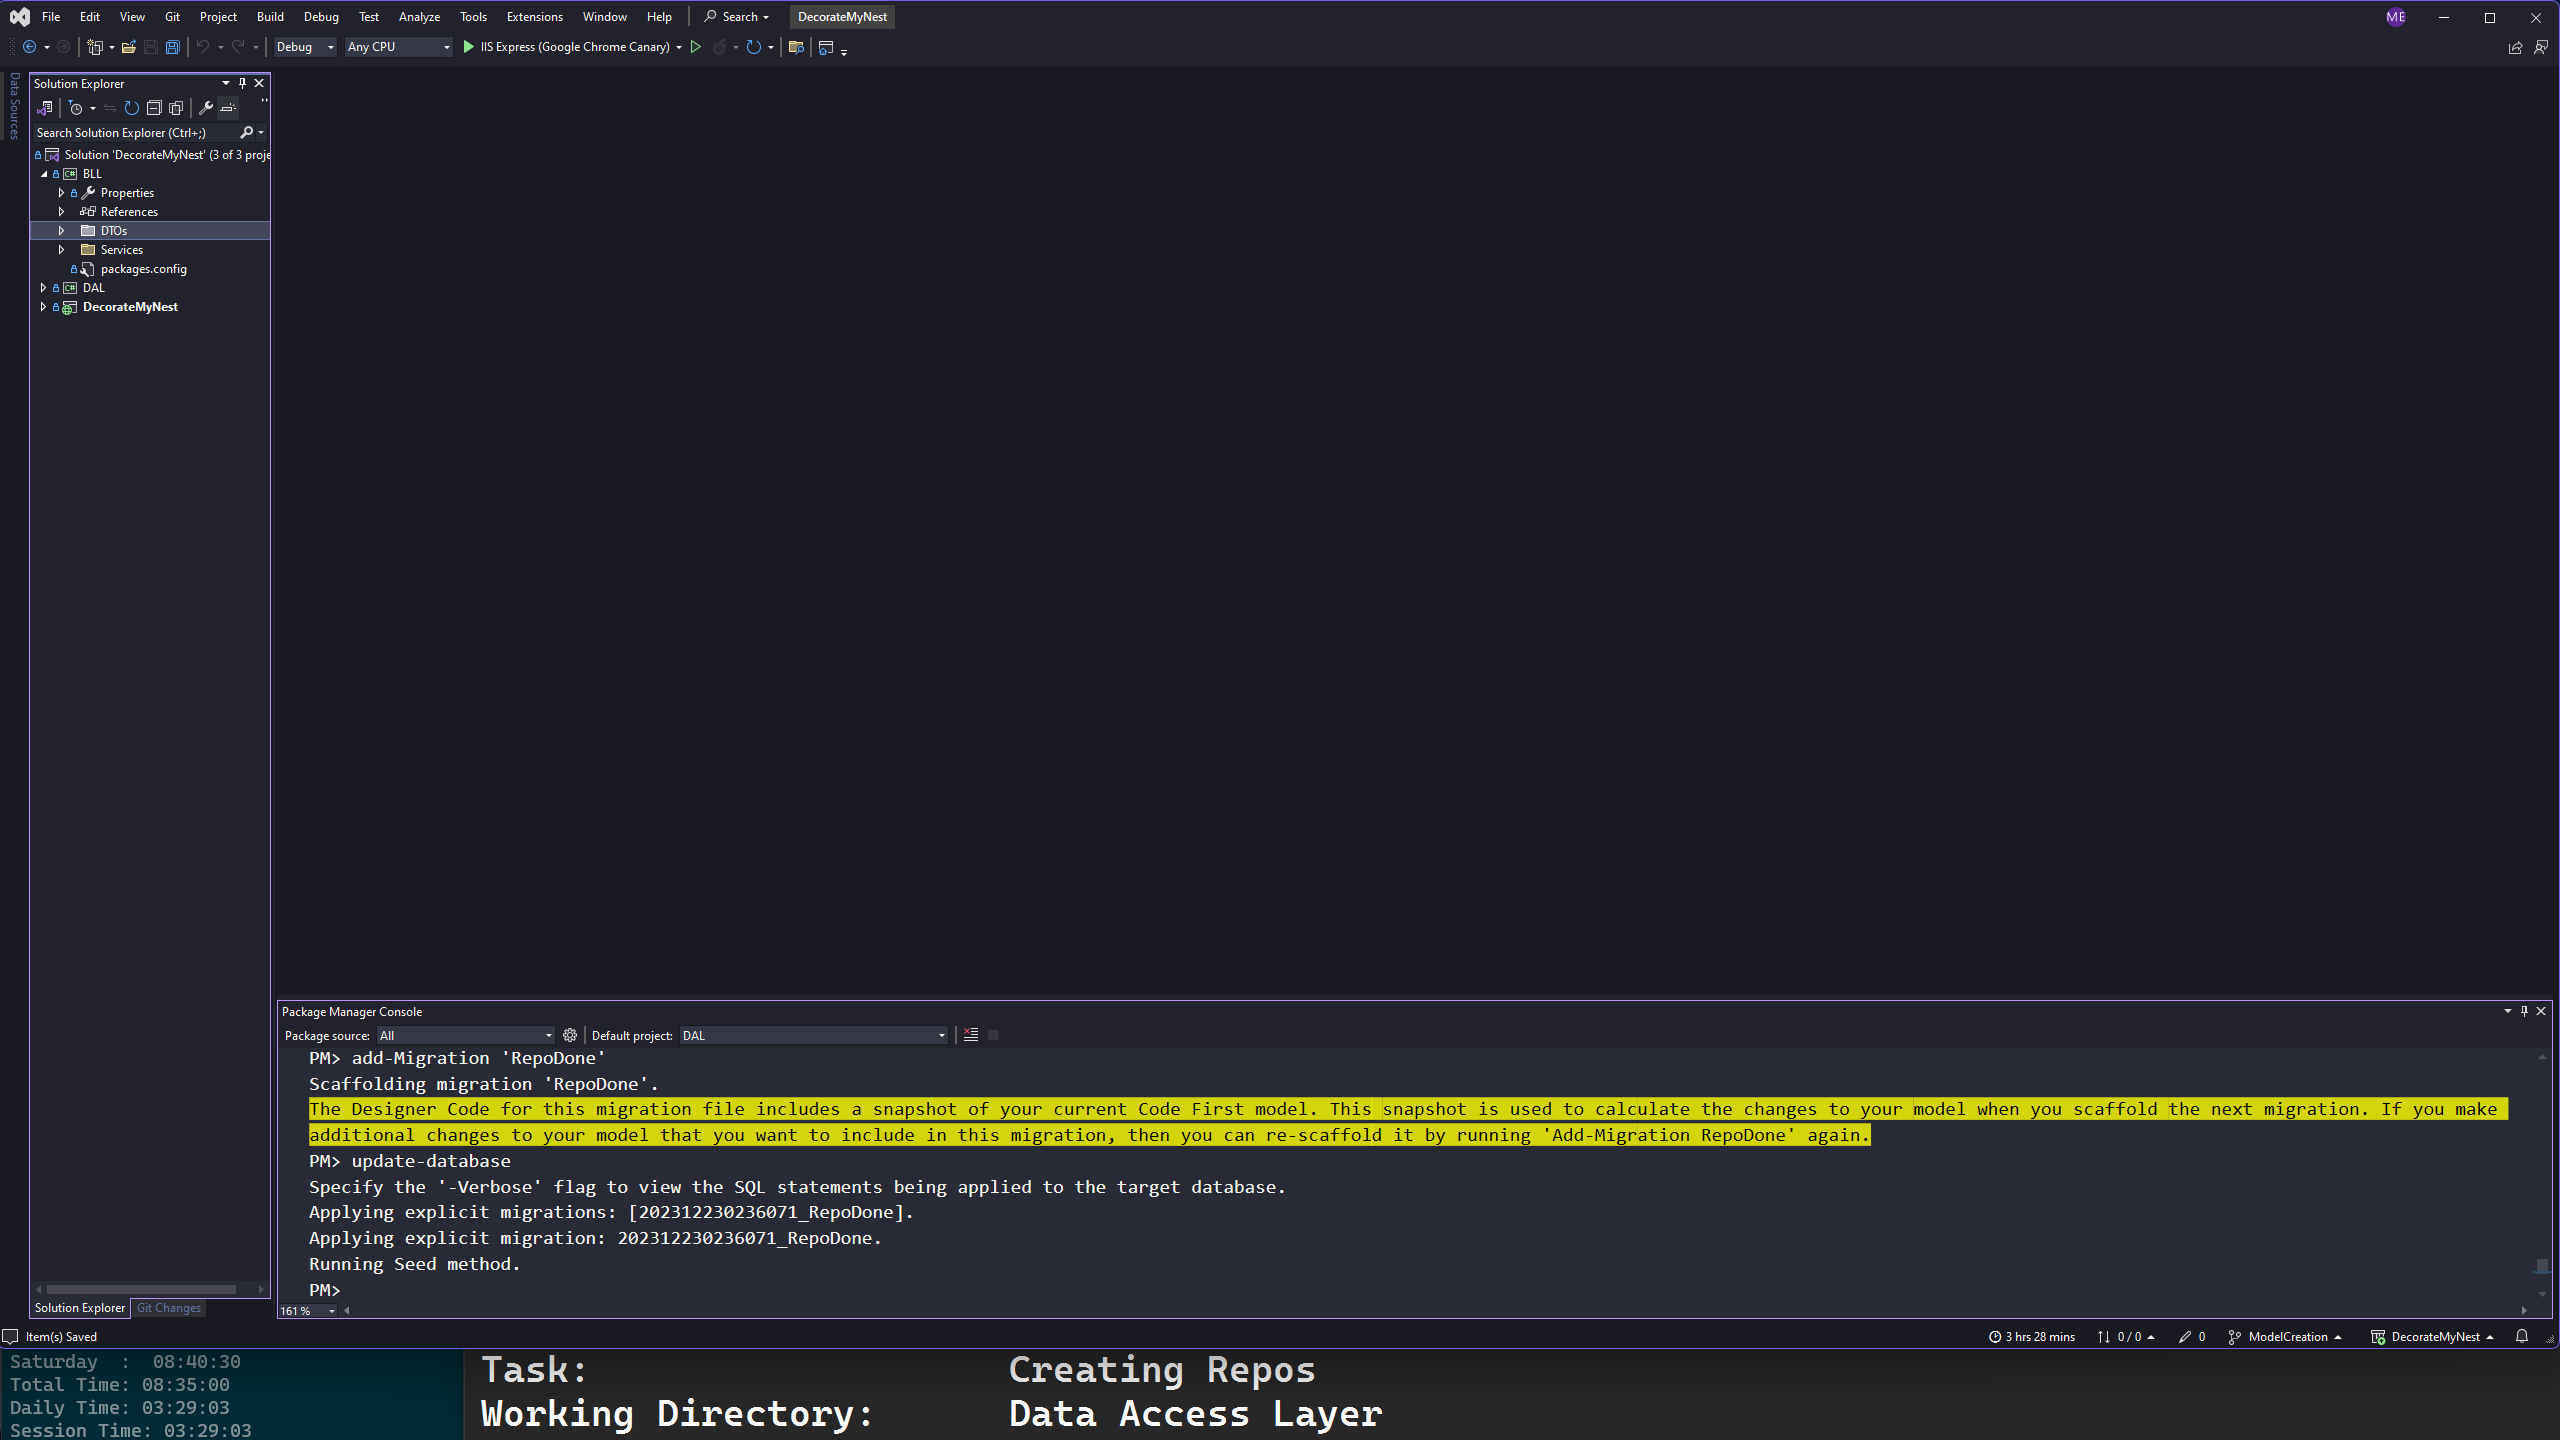 File Edit View Git Project Build Debug Test Analyze Tools Extensions Window Help Search DecorateMyNest ME
Debug Any CPU IIS Express (Google Chrome Canary)
Data Sources
Solution Explorer
Search Solution Explorer (Ctrl+;)
Solution 'DecorateMyNest' (3 of 3 proje
BLL
Properties
References
DTOs
Services
packages.config
DAL
DecorateMyNest
Solution Explorer Git Changes
Package Manager Console
Package source: All Default project: DAL
PM> add-Migration 'RepoDone'
Scaffolding migration 'RepoDone'.
The Designer Code for this migration file includes a snapshot of your current Code First model. This snapshot is used to calculate the changes to your model when you scaffold the next migration. If you make
additional changes to your model that you want to include in this migration, then you can re-scaffold it by running 'Add-Migration RepoDone' again.
PM> update-database
Specify the '-Verbose' flag to view the SQL statements being applied to the target database.
Applying explicit migrations: [202312230236071_RepoDone].
Applying explicit migration: 202312230236071_RepoDone.
Running Seed method.
PM>
161 %
Item(s) Saved 3 hrs 28 mins 0 / 0 0 ModelCreation DecorateMyNest
Saturday : 08:40:30
Total Time: 08:35:00
Daily Time: 03:29:03
Session Time: 03:29:03
Task: Creating Repos
Working Directory: Data Access Layer